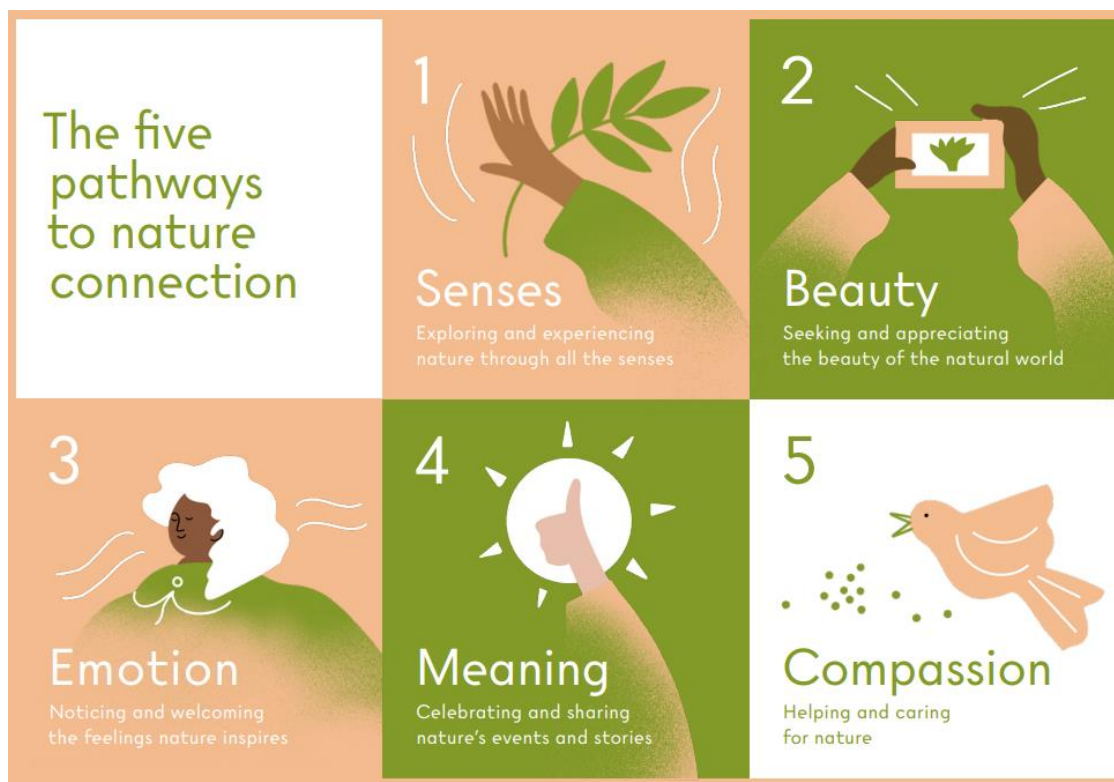 The five
pathways
to nature
connection
1
Senses
Exploring and experiencing
nature through all the senses
2
Beauty
Seeking and appreciating
the beauty of the natural world
3
Emotion
Noticing and welcoming
the feelings nature inspires
4
Meaning
Celebrating and sharing
nature's events and stories
5
Compassion
Helping and caring
for nature